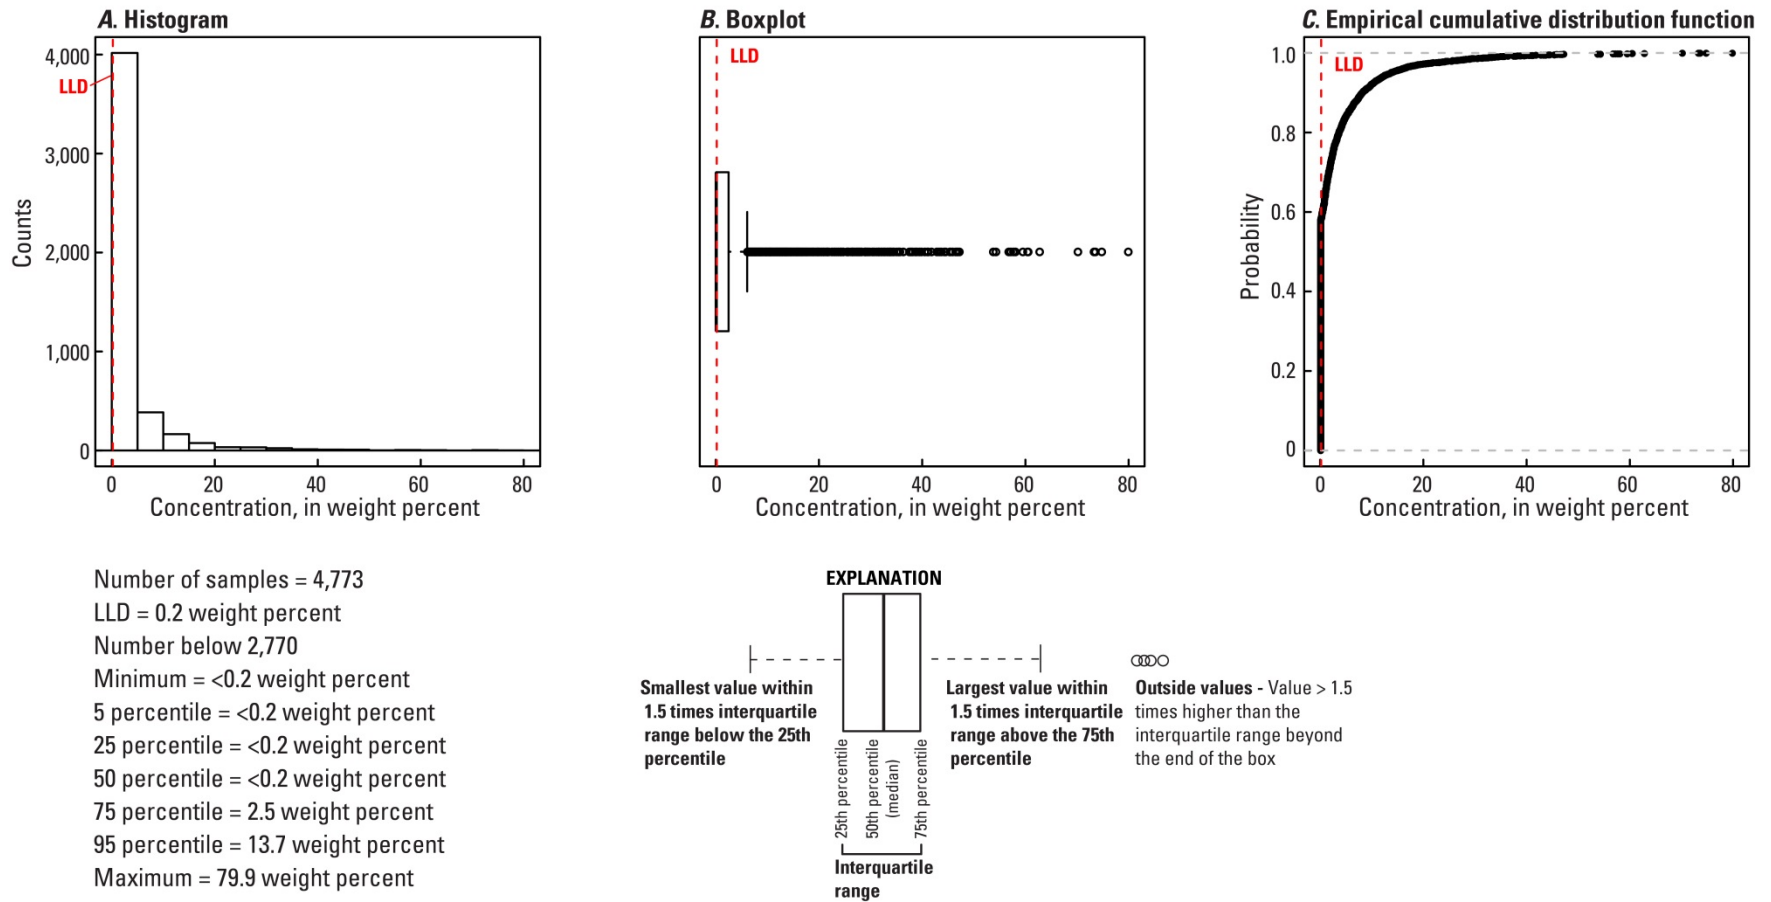 A. Histogram
4,000
LLD
3,000
2,000
1,000
0
Counts
0 20 40 60 80
Concentration, in weight percent
B. Boxplot
LLD
0 20 40 60 80
Concentration, in weight percent
C. Empirical cumulative distribution function
1.0
LLD
0.8
0.6
0.4
0.2
0
Probability
0 20 40 60 80
Concentration, in weight percent
Number of samples = 4,773
LLD = 0.2 weight percent
Number below 2,770
Minimum = <0.2 weight percent
5 percentile = <0.2 weight percent
25 percentile = <0.2 weight percent
50 percentile = <0.2 weight percent
75 percentile = 2.5 weight percent
95 percentile = 13.7 weight percent
Maximum = 79.9 weight percent
EXPLANATION
Smallest value within
1.5 times interquartile
range below the 25th
percentile
Largest value within
1.5 times interquartile
range above the 75th
percentile
Outside values - Value > 1.5
times higher than the
interquartile range beyond
the end of the box
25th percentile
50th percentile
(median)
75th percentile
Interquartile
range